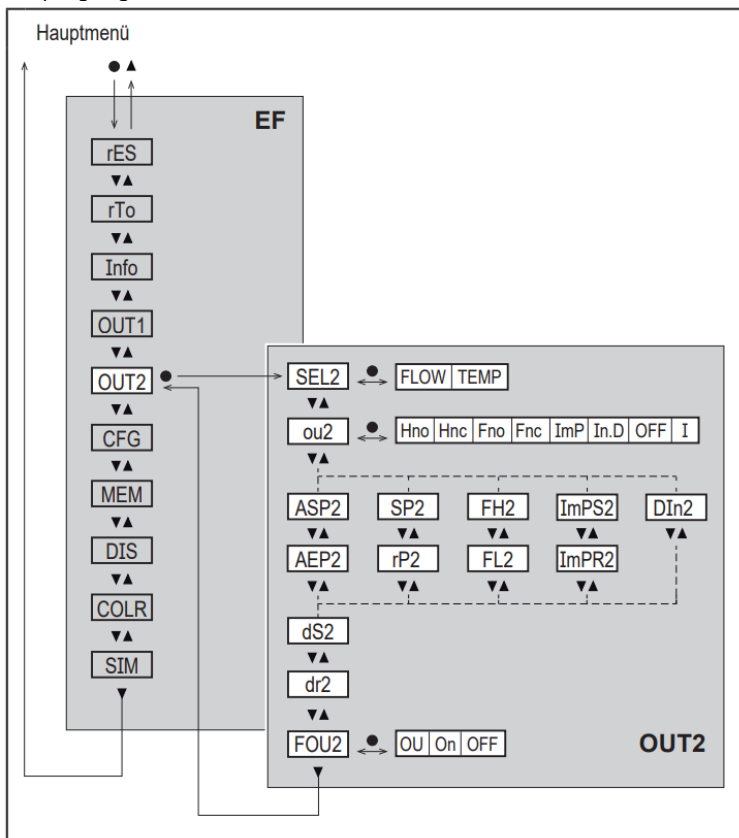 Hauptmenü
EF
rES
rTo
Info
OUT1
OUT2
CFG
MEM
DIS
COLR
SIM
SEL2 FLOW TEMP
ou2 Hno Hnc Fno Fnc ImP In.D OFF I
ASP2 SP2 FH2 ImPS2 DIn2
AEP2 rP2 FL2 ImPR2
dS2
dr2
FOU2 OU On OFF
OUT2